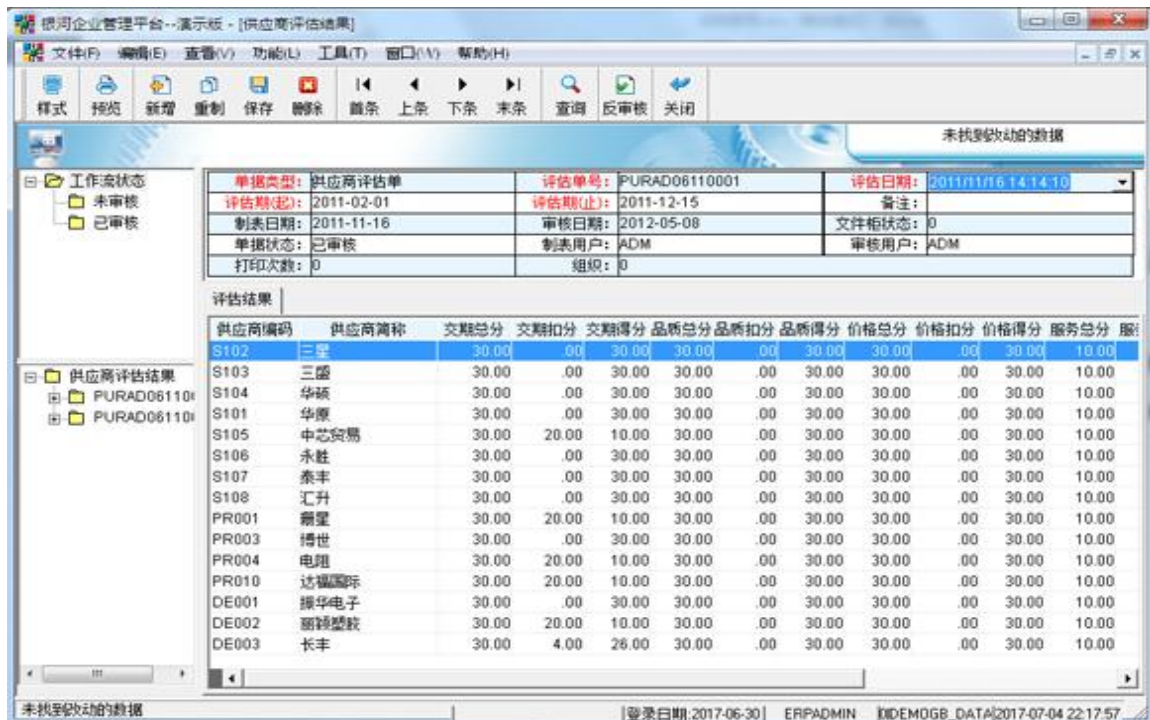 银河企业管理平台--演示版 - [供应商评估结果]
文件(F) 编辑(E) 查看(V) 功能(L) 工具(T) 窗口(W) 帮助(H)
样式 预览 新增 重制 保存 删除 首条 上条 下条 末条 查询 反审核 关闭
未找到改动的数据
工作流状态
未审核
已审核
供应商评估结果
PURAD06110
PURAD06110
单据类型: 供应商评估单 评估单号: PURAD06110001 评估日期: 2011/11/16 14:14:10
评估期(起): 2011-02-01 评估期(止): 2011-12-15 备注:
制表日期: 2011-11-16 审核日期: 2012-05-08 文件柜状态: 0
单据状态: 已审核 制表用户: ADM 审核用户: ADM
打印次数: 0 组织: 0
评估结果
供应商编码 供应商简称 交期总分 交期扣分 交期得分 品质总分 品质扣分 品质得分 价格总分 价格扣分 价格得分 服务总分 服
S102 三星 30.00 .00 30.00 30.00 .00 30.00 30.00 .00 30.00 10.00
S103 三盛 30.00 .00 30.00 30.00 .00 30.00 30.00 .00 30.00 10.00
S104 华硕 30.00 .00 30.00 30.00 .00 30.00 30.00 .00 30.00 10.00
S101 华原 30.00 .00 30.00 30.00 .00 30.00 30.00 .00 30.00 10.00
S105 中芯贸易 30.00 20.00 10.00 30.00 .00 30.00 30.00 .00 30.00 10.00
S106 永胜 30.00 .00 30.00 30.00 .00 30.00 30.00 .00 30.00 10.00
S107 泰丰 30.00 .00 30.00 30.00 .00 30.00 30.00 .00 30.00 10.00
S108 汇升 30.00 .00 30.00 30.00 .00 30.00 30.00 .00 30.00 10.00
PR001 星 30.00 20.00 10.00 30.00 .00 30.00 30.00 .00 30.00 10.00
PR003 博世 30.00 .00 30.00 30.00 .00 30.00 30.00 .00 30.00 10.00
PR004 电阻 30.00 20.00 10.00 30.00 .00 30.00 30.00 .00 30.00 10.00
PR010 达福国际 30.00 20.00 10.00 30.00 .00 30.00 30.00 .00 30.00 10.00
DE001 振华电子 30.00 .00 30.00 30.00 .00 30.00 30.00 .00 30.00 10.00
DE002 丽颖塑胶 30.00 20.00 10.00 30.00 .00 30.00 30.00 .00 30.00 10.00
DE003 长丰 30.00 4.00 26.00 30.00 .00 30.00 30.00 .00 30.00 10.00
未找到改动的数据 登录日期:2017-06-30 ERPADMIN DEMOGB_DATA 2017-07-04 22:17:57